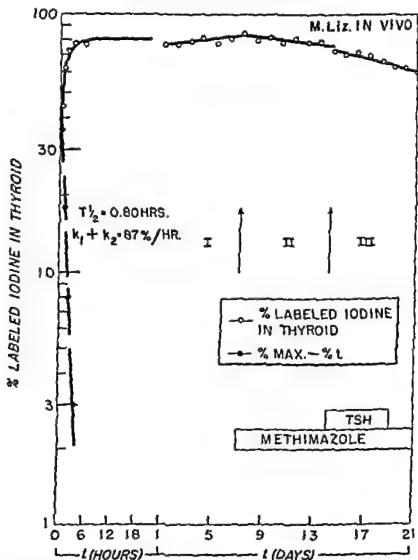 M.Liz. IN VIVO
% LABELED IODINE IN THYROID
80
30
10
3
1
T½ = 0.80 HRS.
k₁ + k₂ = 87%/HR.
I II III
% LABELED IODINE
IN THYROID
% MAX. – % t
TSH
METHIMAZOLE
0 6 12 18 1 5 9 13 17 21
t (HOURS) t (DAYS)